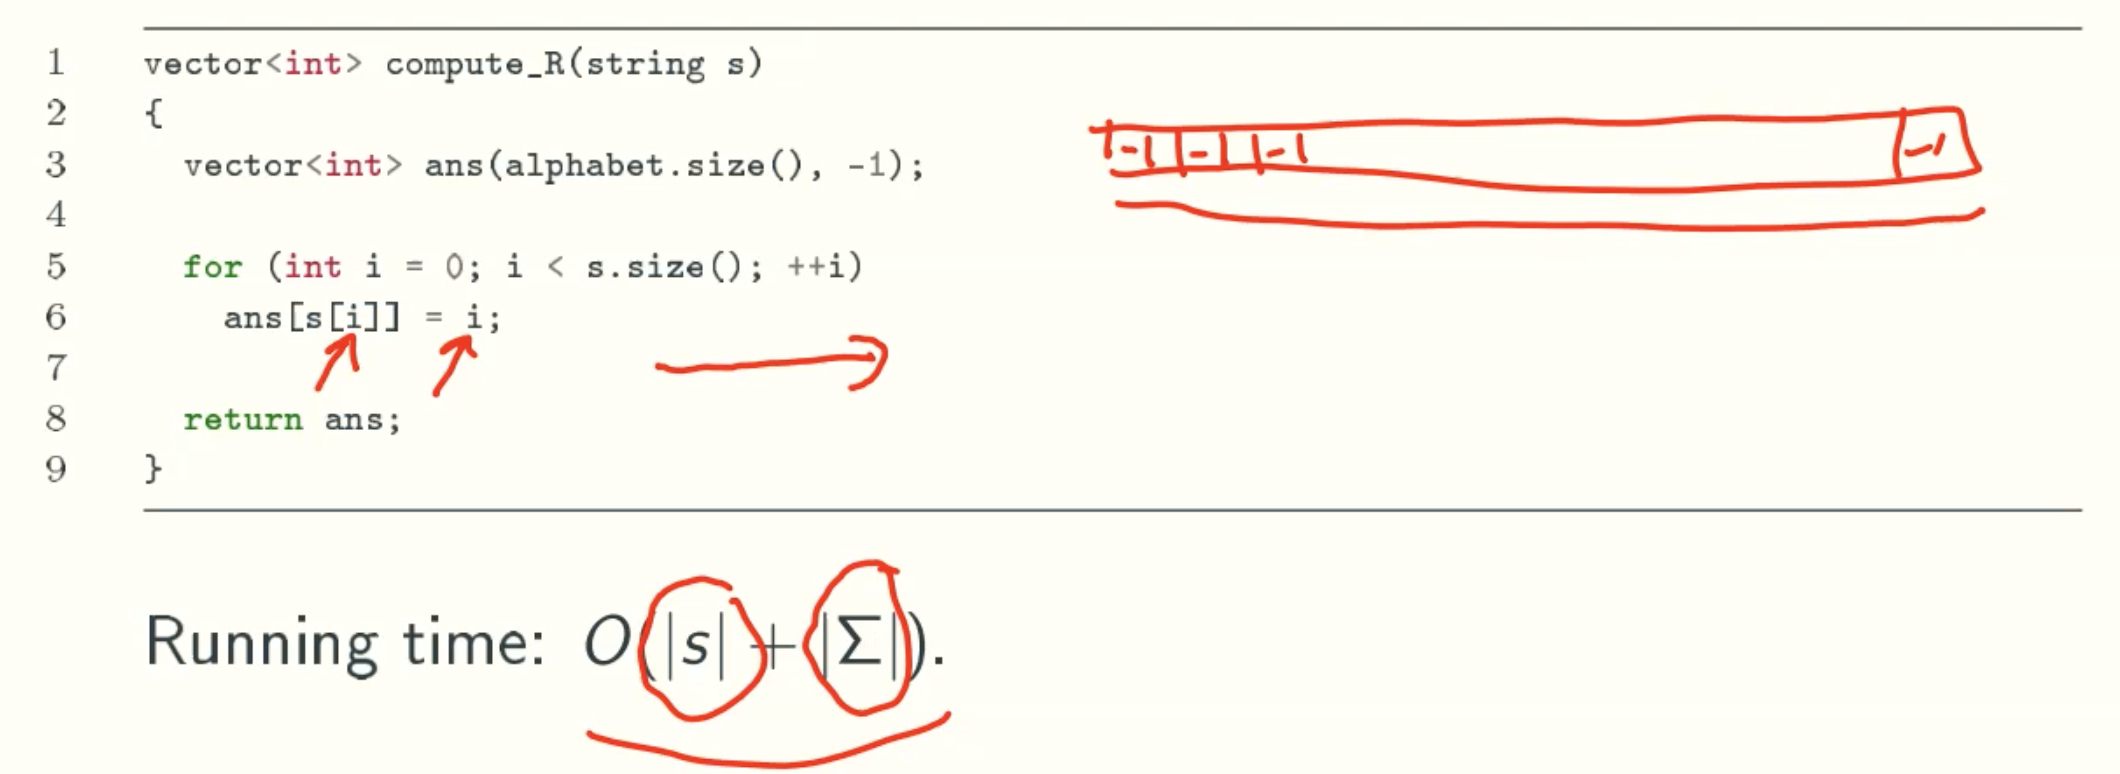 1 vector<int> compute_R(string s)
2 {
3 vector<int> ans(alphabet.size(), -1);
-1 -1 -1 -1
4
5 for (int i = 0; i < s.size(); ++i)
6 ans[s[i]] = i;
7
8 return ans;
9 }
Running time: O(|s| + |Σ|).